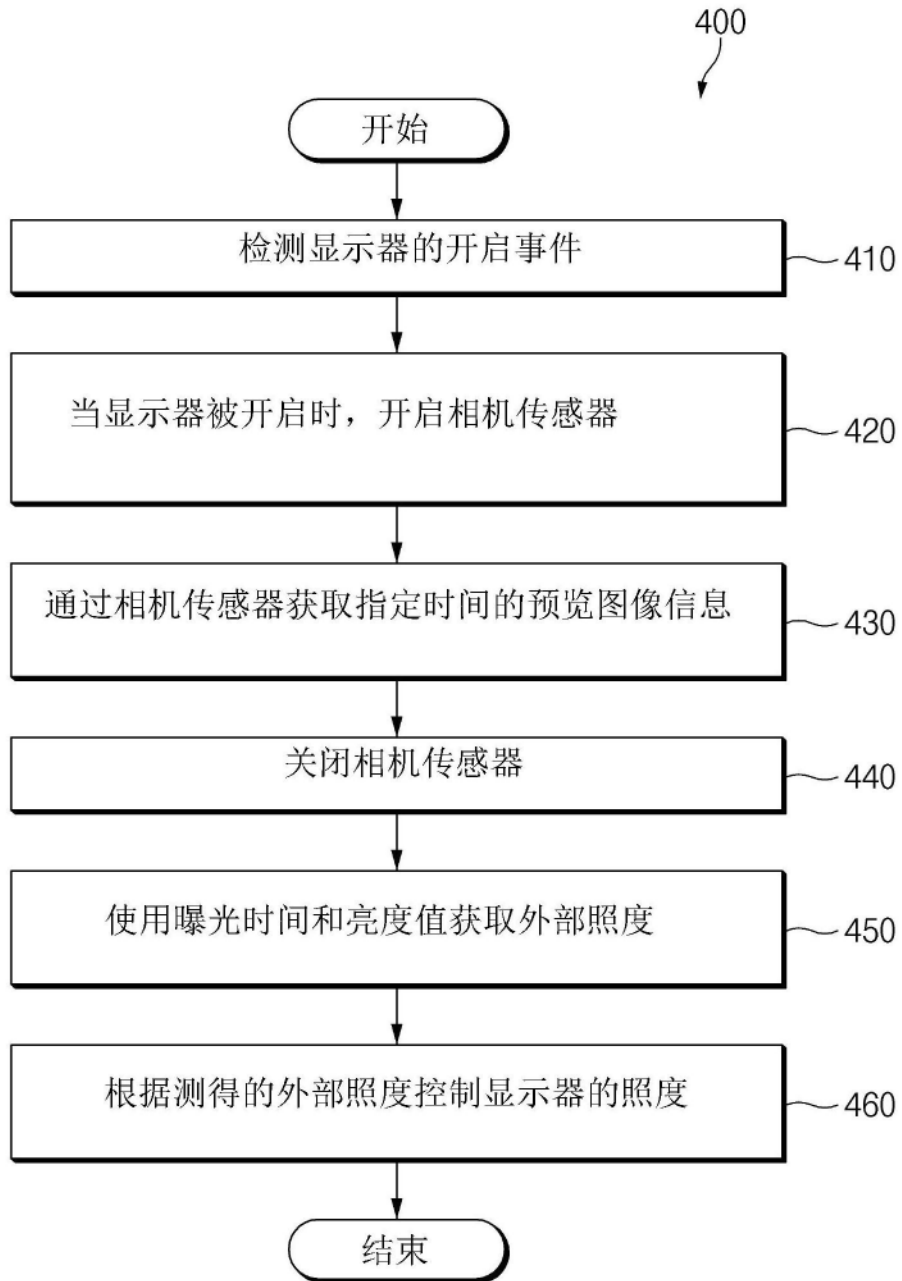 400
开始
检测显示器的开启事件
410
当显示器被开启时，开启相机传感器
420
通过相机传感器获取指定时间的预览图像信息
430
关闭相机传感器
440
使用曝光时间和亮度值获取外部照度
450
根据测得的外部照度控制显示器的照度
460
结束